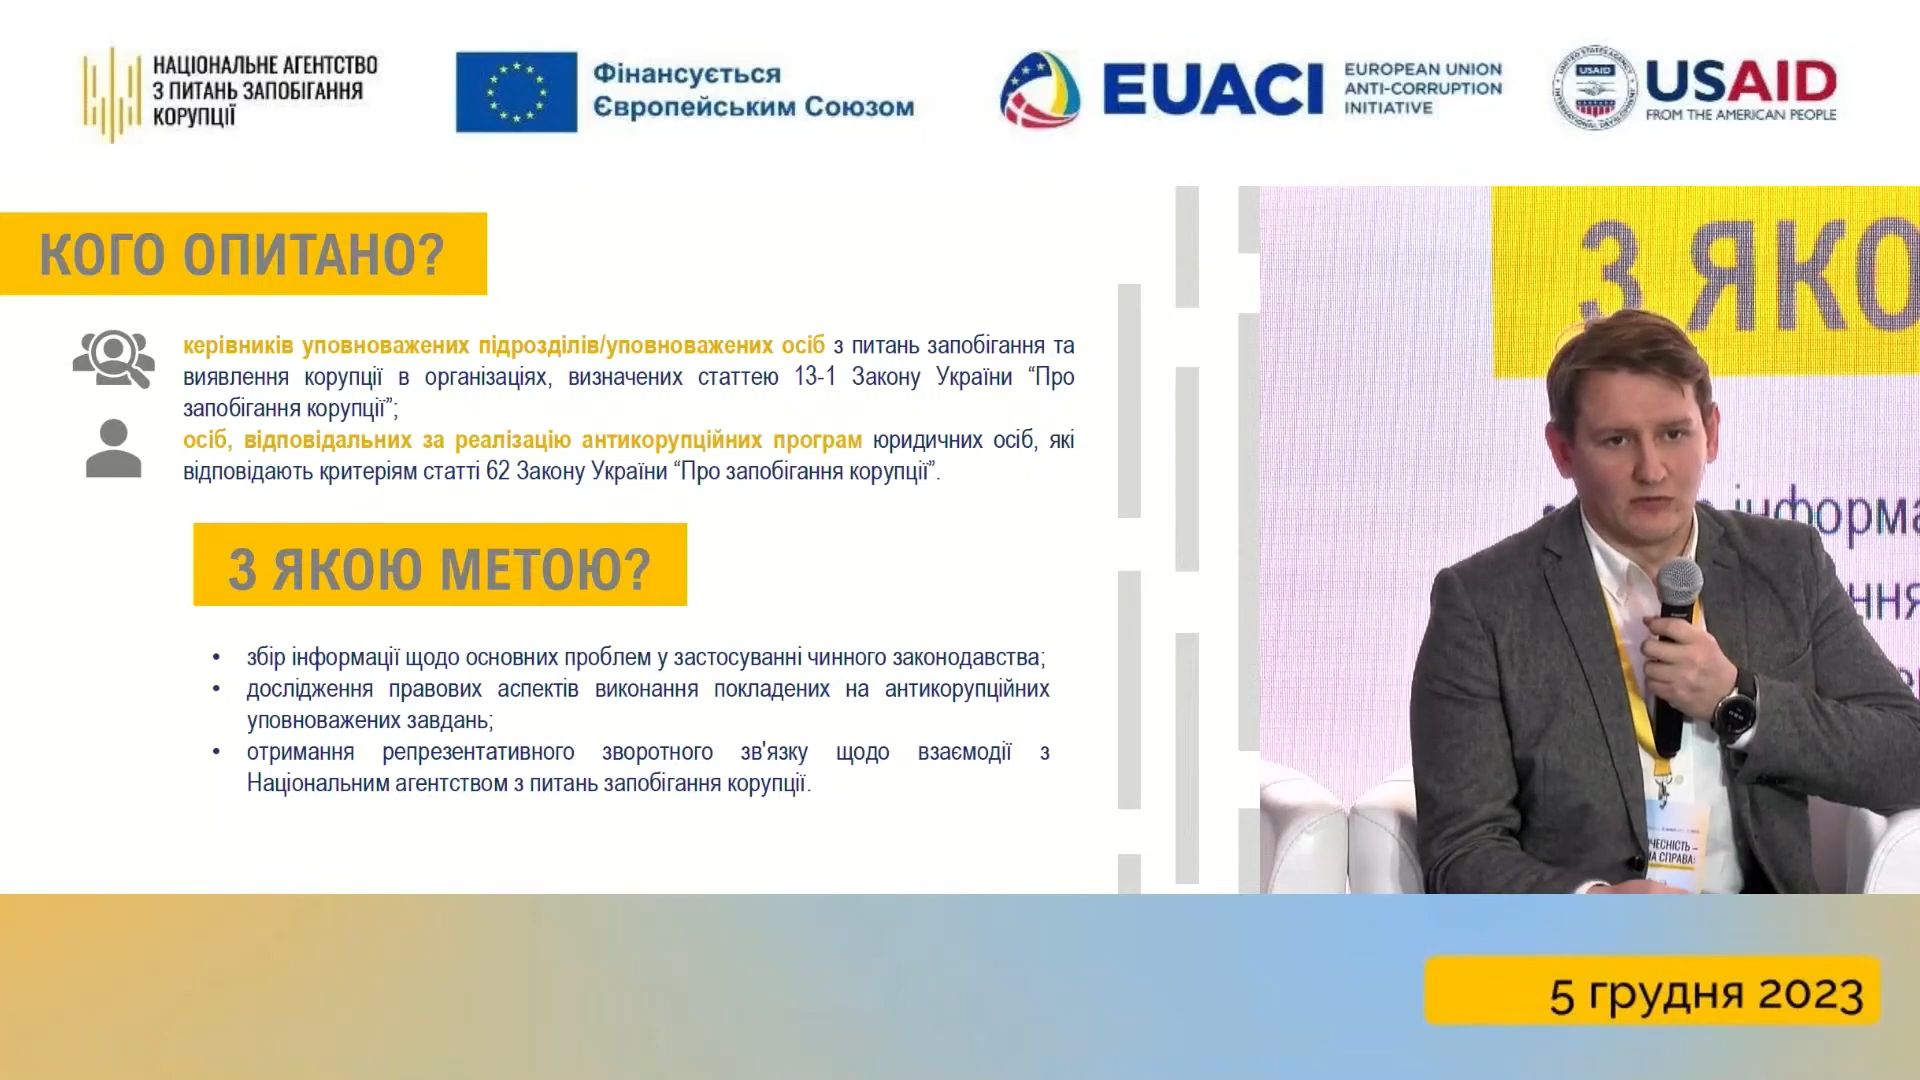 НАЦІОНАЛЬНЕ АГЕНТСТВО
З ПИТАНЬ ЗАПОБІГАННЯ
КОРУПЦІЇ
Фінансується
Європейським Союзом
EUACI
EUROPEAN UNION
ANTI-CORRUPTION
INITIATIVE
USAID
USAID
FROM THE AMERICAN PEOPLE
КОГО ОПИТАНО?
керівників уповноважених підрозділів/уповноважених осіб з питань запобігання та
виявлення корупції в організаціях, визначених статтею 13-1 Закону України “Про
запобігання корупції”;
осіб, відповідальних за реалізацію антикорупційних програм юридичних осіб, які
відповідають критеріям статті 62 Закону України “Про запобігання корупції”.
З ЯКОЮ МЕТОЮ?
• збір інформації щодо основних проблем у застосуванні чинного законодавства;
• дослідження правових аспектів виконання покладених на антикорупційних
уповноважених завдань;
• отримання репрезентативного зворотного зв'язку щодо взаємодії з
Національним агентством з питань запобігання корупції.
З ЯКО
інформа
ння
ЧЕСНІСТЬ –
НА СПРАВА:
5 грудня 2023